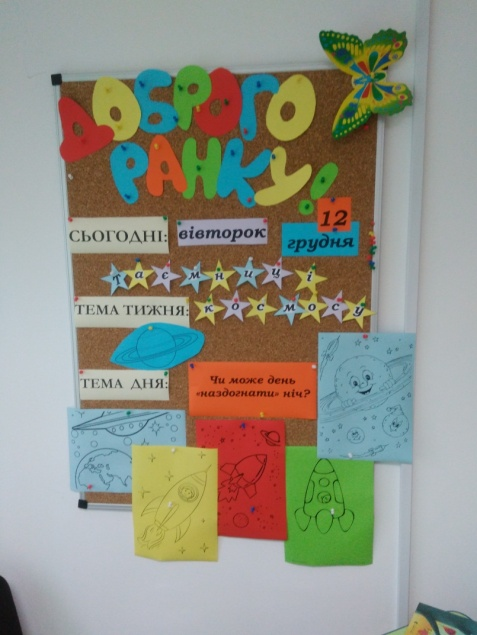 ДОБРОГО
РАНКУ!
СЬОГОДНІ: вівторок 12 грудня
Таємниці і
ТЕМА ТИЖНЯ: космосу
ТЕМА ДНЯ: Чи може день
«наздогнати» ніч?